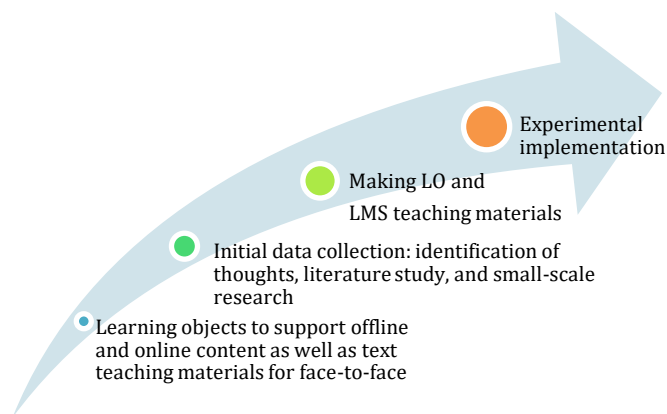 Experimental
implementation
Making LO and
LMS teaching materials
Initial data collection: identification of
thoughts, literature study, and small-scale
research
Learning objects to support offline
and online content as well as text
teaching materials for face-to-face